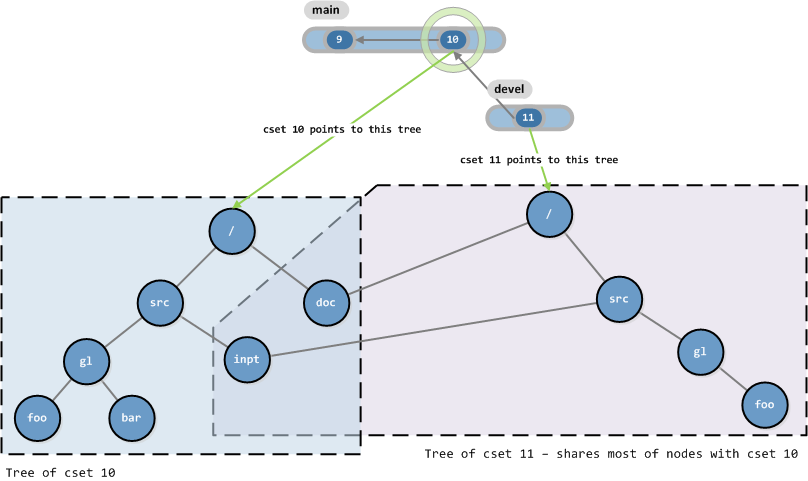 main
9
10
devel
11
cset 10 points to this tree
cset 11 points to this tree
/
/
src
doc
src
gl
inpt
gl
foo
bar
foo
Tree of cset 11 – shares most of nodes with cset 10
Tree of cset 10